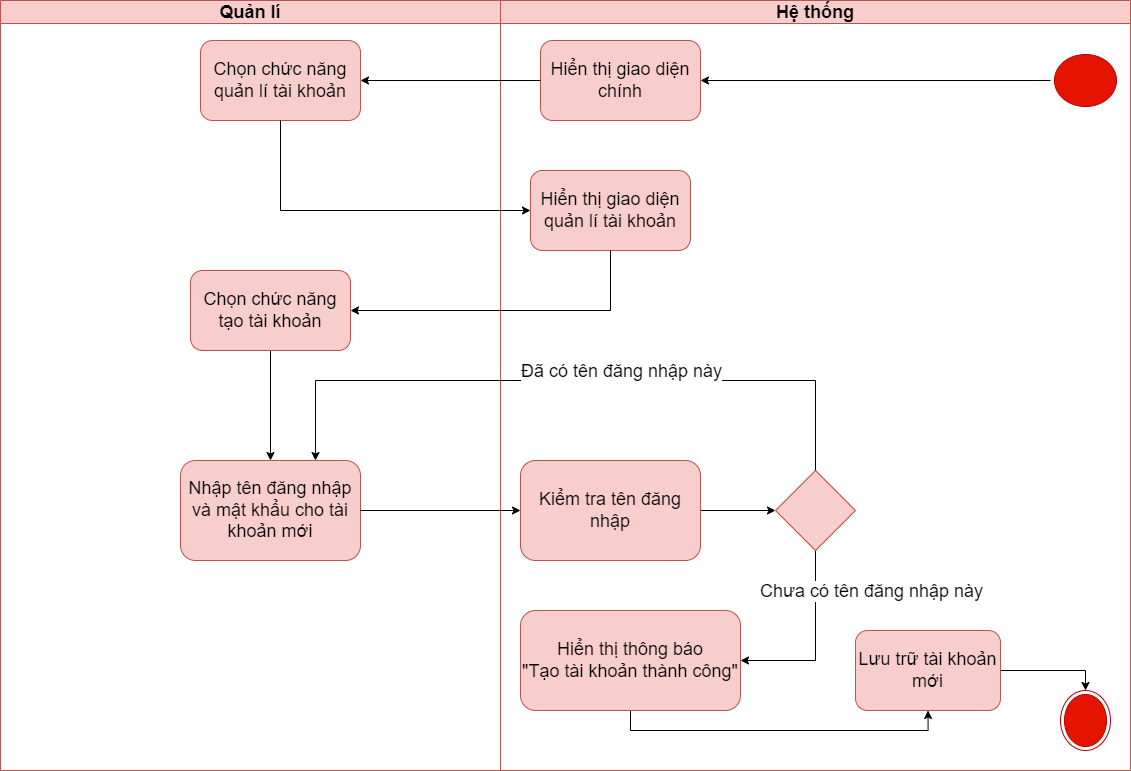 Quản lí
Hệ thống
Chọn chức năng
quản lí tài khoản
Hiển thị giao diện
chính
Hiển thị giao diện
quản lí tài khoản
Chọn chức năng
tạo tài khoản
Đã có tên đăng nhập này
Nhập tên đăng nhập
và mật khẩu cho tài
khoản mới
Kiểm tra tên đăng
nhập
Chưa có tên đăng nhập này
Hiển thị thông báo
"Tạo tài khoản thành công"
Lưu trữ tài khoản
mới